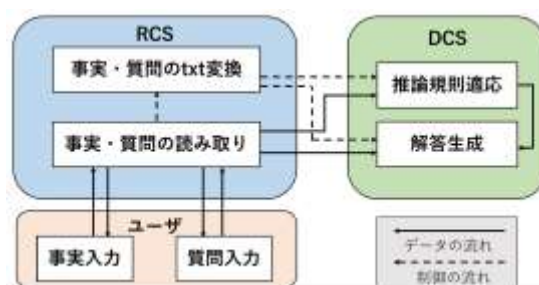 RCS
DCS
事実・質問のtxt変換
推論規則適応
事実・質問の読み取り
解答生成
ユーザ
事実入力
質問入力
データの流れ
制御の流れ